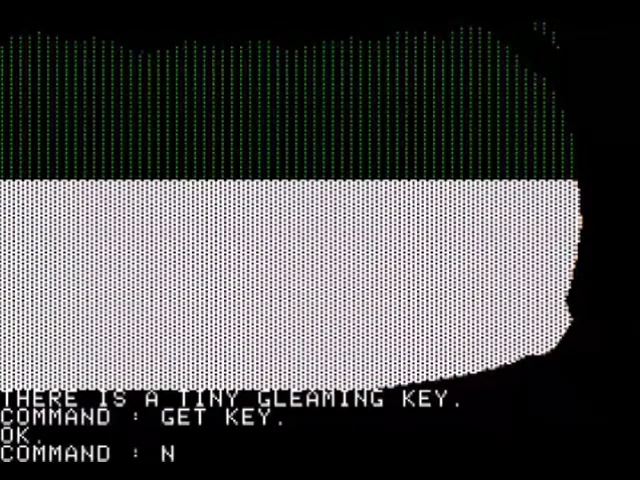 THERE IS A TINY GLEAMING KEY.
COMMAND : GET KEY.
OK.
COMMAND : N